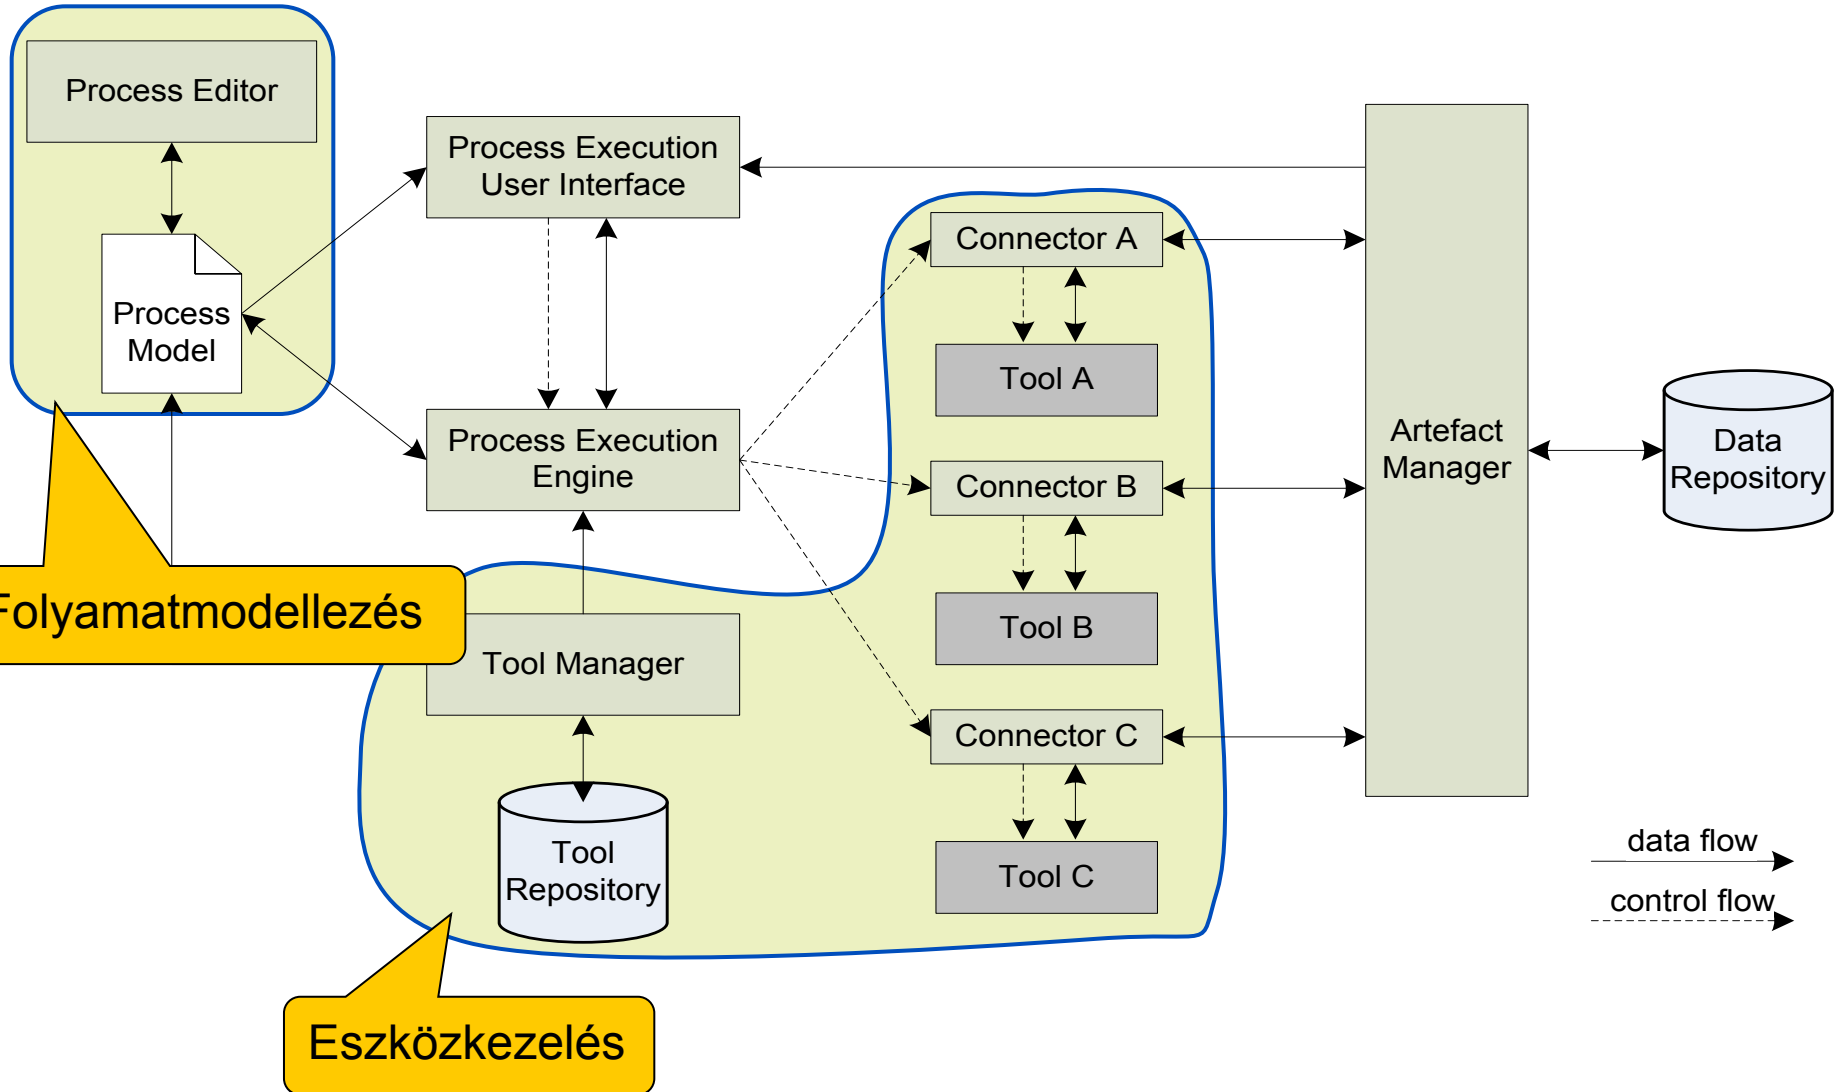 Process Editor
Process
Model
Process Execution
User Interface
Process Execution
Engine
Folyamatmodellezés
Tool Manager
Tool
Repository
Eszközkezelés
Connector A
Tool A
Connector B
Tool B
Connector C
Tool C
Artefact
Manager
Data
Repository
data flow
control flow